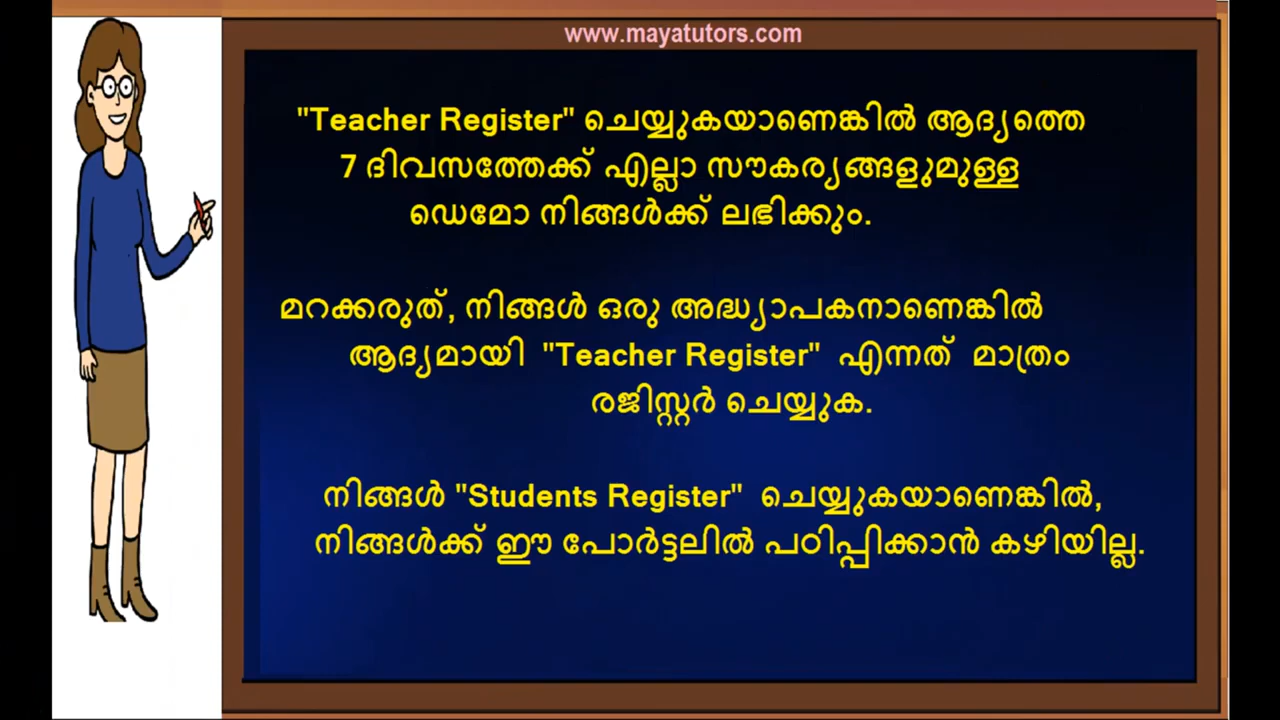 www.mayatutors.com
"Teacher Register" ചെയ്യുകയാണെങ്കിൽ ആദ്യത്തെ
7 ദിവസത്തേക്ക് എല്ലാ സൗകര്യങ്ങളുമുള്ള
ഡെമോ നിങ്ങൾക്ക് ലഭിക്കും.
മറക്കരുത്, നിങ്ങൾ ഒരു അദ്ധ്യാപകനാണെങ്കിൽ
ആദ്യമായി "Teacher Register" എന്നത് മാത്രം
രജിസ്റ്റർ ചെയ്യുക.
നിങ്ങൾ "Students Register" ചെയ്യുകയാണെങ്കിൽ,
നിങ്ങൾക്ക് ഈ പോർട്ടലിൽ പഠിപ്പിക്കാൻ കഴിയില്ല.